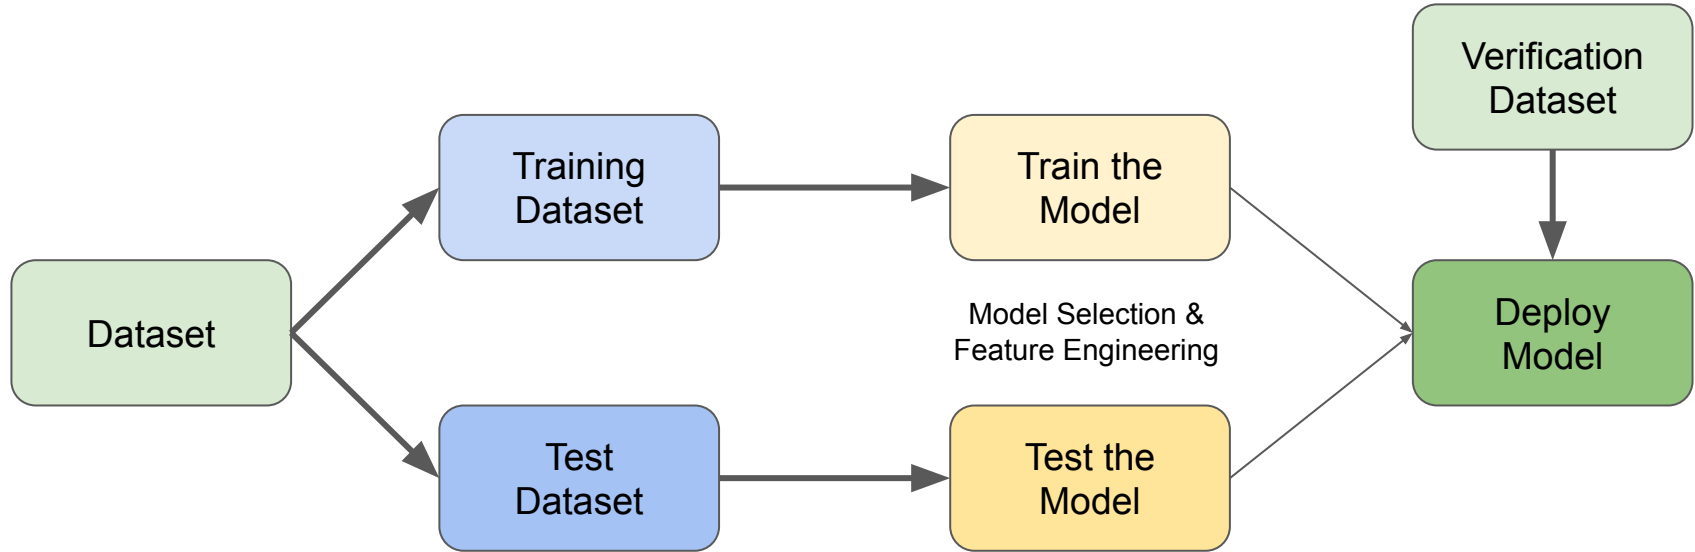 Verification
Dataset
Training
Dataset
Train the
Model
Dataset
Model Selection &
Feature Engineering
Deploy
Model
Test
Dataset
Test the
Model